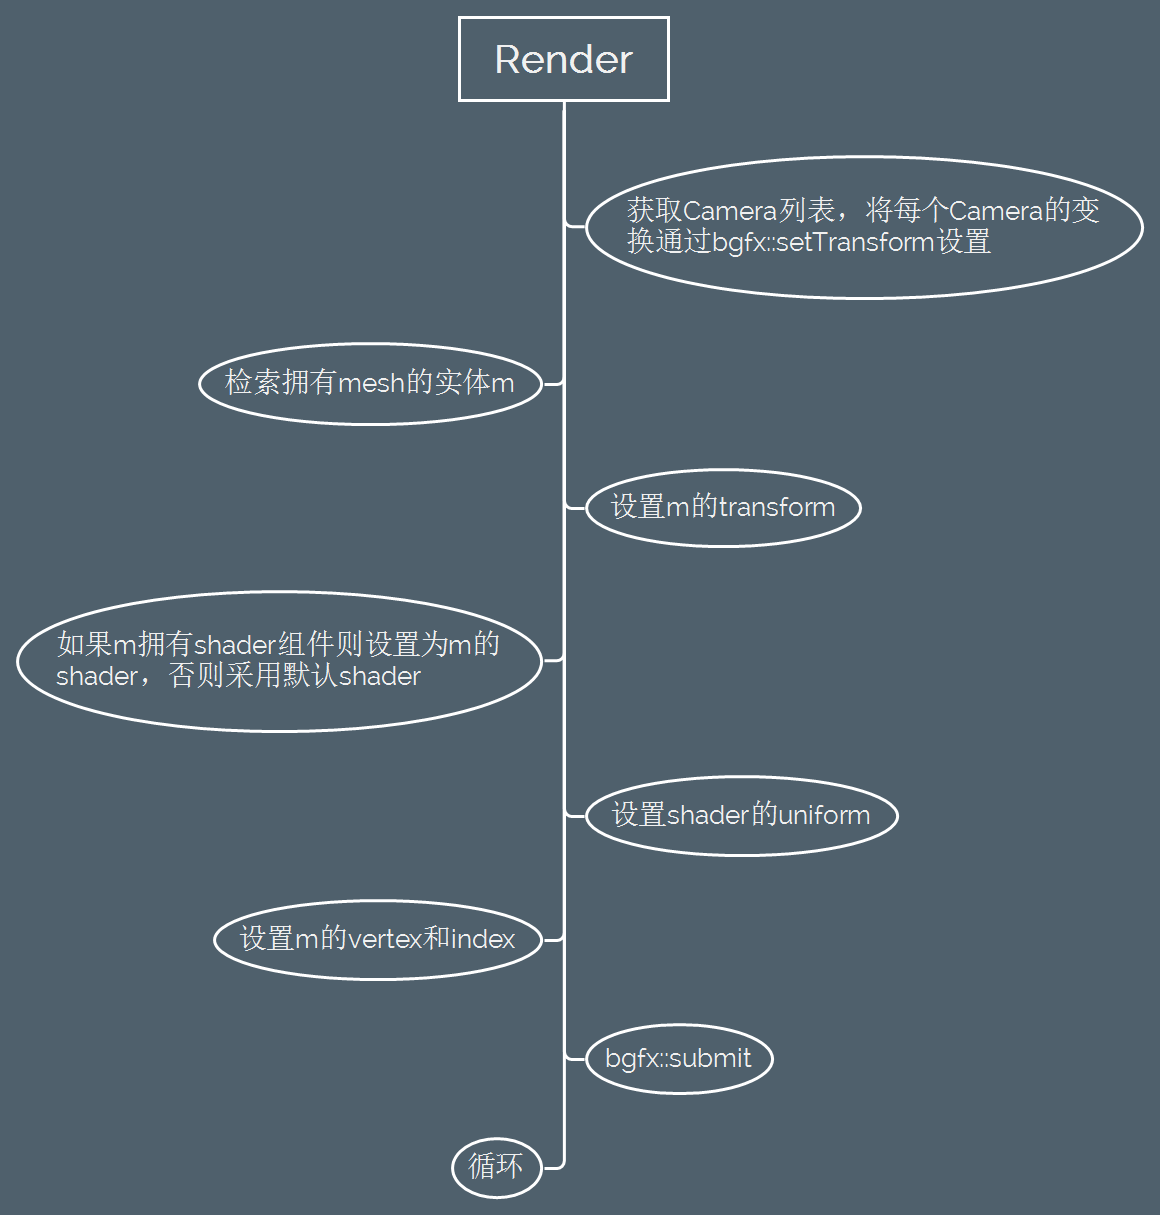 Render
获取Camera列表，将每个Camera的变
换通过bgfx::setTransform设置
检索拥有mesh的实体m
设置m的transform
如果m拥有shader组件则设置为m的
shader，否则采用默认shader
设置shader的uniform
设置m的vertex和index
bgfx::submit
循环